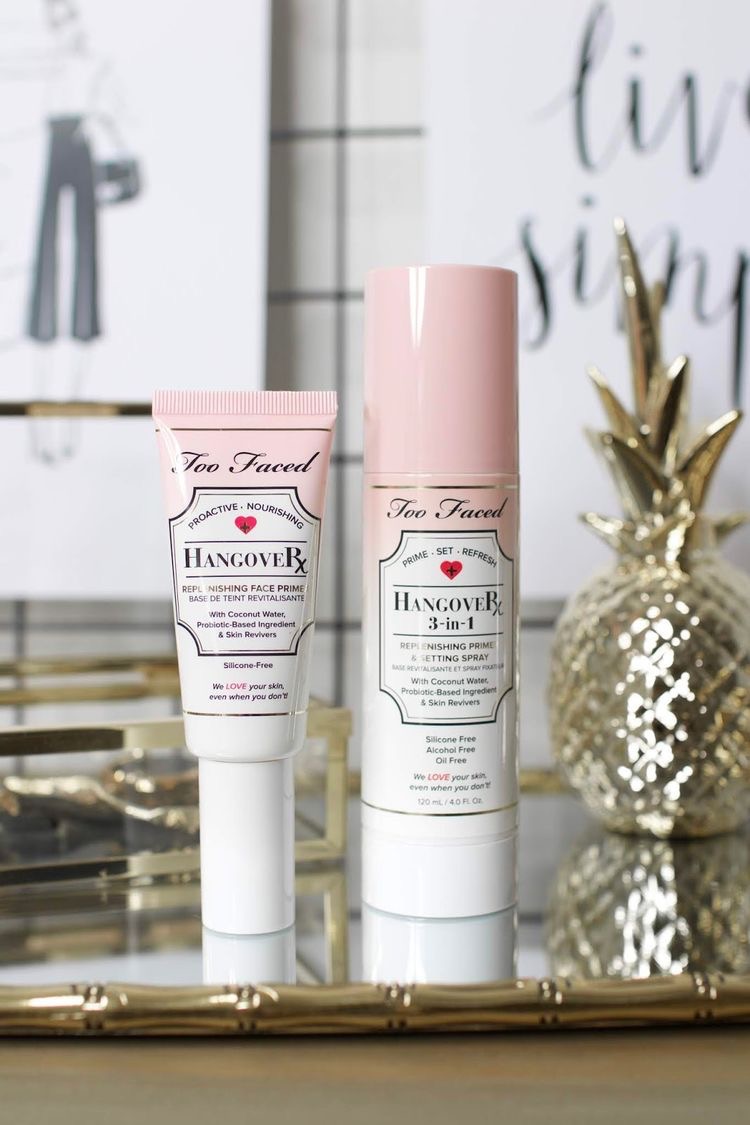 live
simp
Too Faced
PROACTIVE · NOURISHING
HANGOVERx
REPLENISHING FACE PRIME
BASE DE TEINT REVITALISANTE
With Coconut Water,
Probiotic-Based Ingredient
& Skin Revivers
Silicone-Free
We LOVE your skin,
even when you don't!
Too Faced
PRIME · SET · REFRESH
HANGOVERx
3-in-1
REPLENISHING PRIME
& SETTING SPRAY
BASE REVITALISANTE ET SPRAY
With Coconut Water,
Probiotic-Based Ingredient
& Skin Revivers
Silicone Free
Alcohol Free
Oil Free
We LOVE your skin,
even when you don't!
120 mL / 4.0 Fl. Oz.